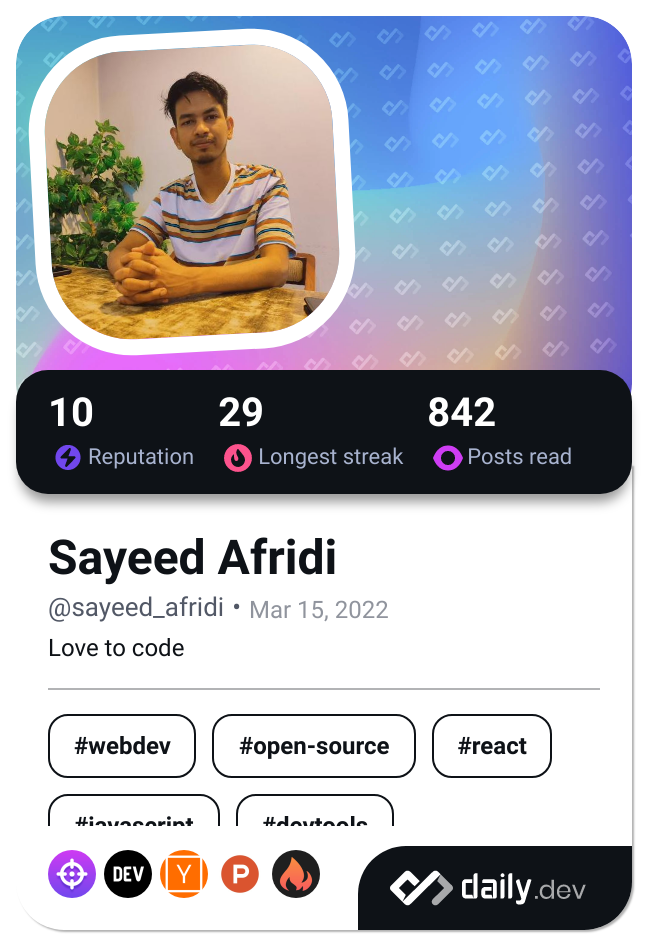 10 29 842
Reputation Longest streak Posts read
Sayeed Afridi
@sayeed_afridi • Mar 15, 2022
Love to code
#webdev #open-source #react
#javascript #devtools
DEV Y P
daily.dev